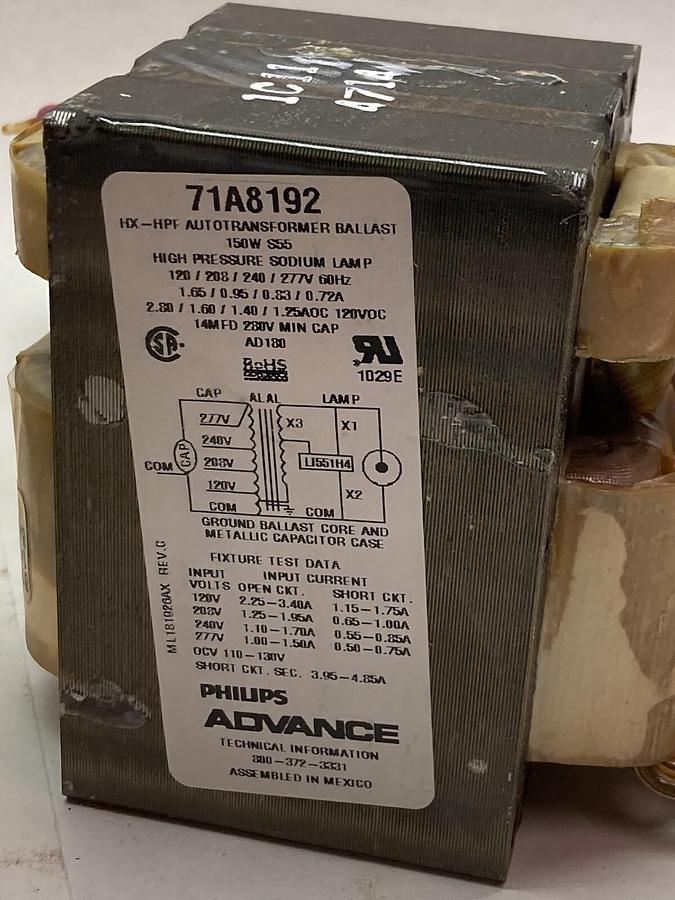 1C11
A71A
71A8192
HX-HPF AUTOTRANSFORMER BALLAST
150W S55
HIGH PRESSURE SODIUM LAMP
120 / 208 / 240 / 277V 60Hz
1.65 / 0.95 / 0.83 / 0.72A
2.80 / 1.60 / 1.40 / 1.25AOC 120VOC
14MFD 280V MIN CAP
AD180
SA
RoHS
RU
1029E
CAP ALAL LAMP
277V X3 X1
240V
CAP
COM 208V LI551H4
120V X2
COM COM
GROUND BALLAST CORE AND
METALLIC CAPACITOR CASE
FIXTURE TEST DATA
INPUT INPUT CURRENT
VOLTS OPEN CKT. SHORT CKT.
120V 2.25-3.40A 1.15-1.75A
208V 1.25-1.95A 0.65-1.00A
240V 1.10-1.70A 0.55-0.85A
277V 1.00-1.50A 0.50-0.75A
OCV 110-130V
SHORT CKT. SEC. 3.95-4.85A
ML181926AX REV.C
PHILIPS
ADVANCE
TECHNICAL INFORMATION
800-372-3331
ASSEMBLED IN MEXICO